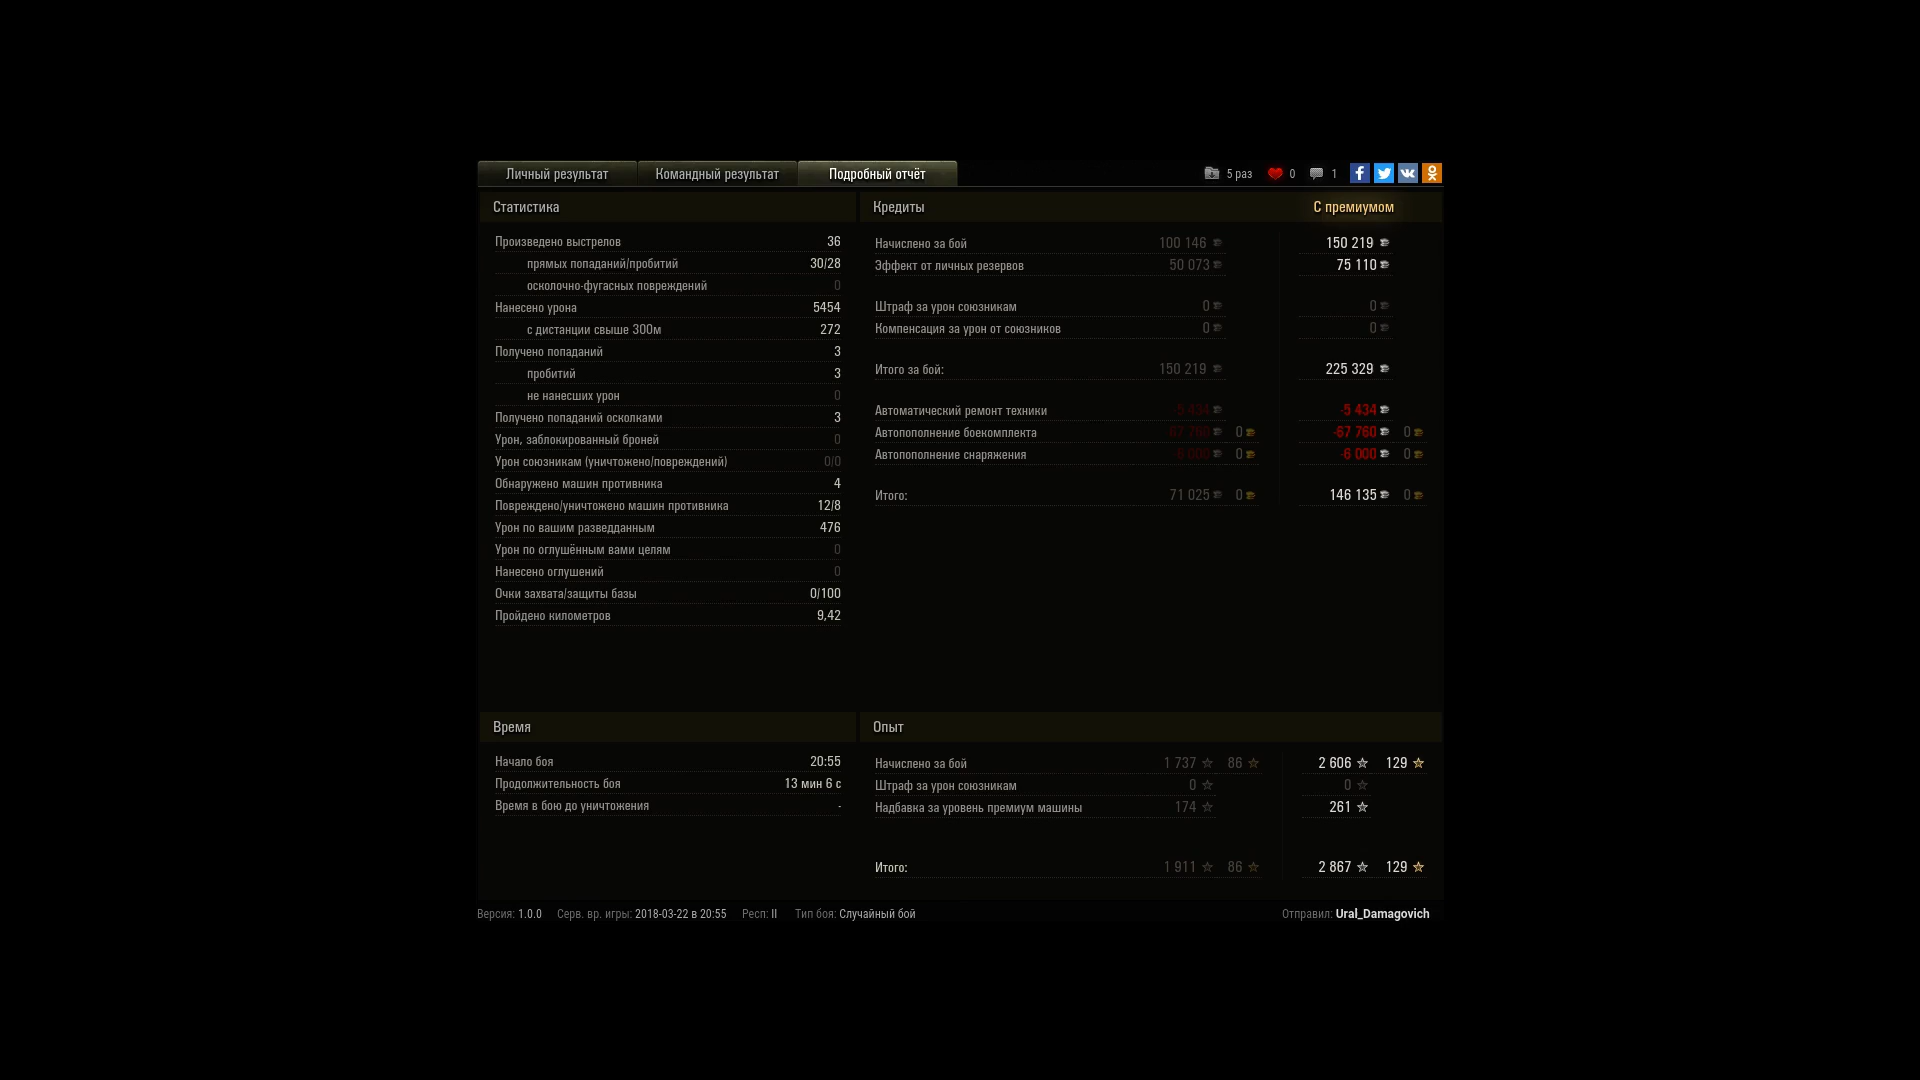 Личный результат Командный результат Подробный отчёт 5 раз 0 1
Статистика
Произведено выстрелов 36
прямых попаданий/пробитий 30/28
осколочно-фугасных повреждений 0
Нанесено урона 5454
с дистанции свыше 300м 272
Получено попаданий 3
пробитий 3
не нанесших урон 0
Получено попаданий осколками 3
Урон, заблокированный броней 0
Урон союзникам (уничтожено/повреждений) 0/0
Обнаружено машин противника 4
Повреждено/уничтожено машин противника 12/8
Урон по вашим разведданным 476
Урон по оглушённым вами целям 0
Нанесено оглушений 0
Очки захвата/защиты базы 0/100
Пройдено километров 9,42
Кредиты С премиумом
Начислено за бой 100 146 150 219
Эффект от личных резервов 50 073 75 110
Штраф за урон союзникам 0 0
Компенсация за урон от союзников 0 0
Итого за бой: 150 219 225 329
Автоматический ремонт техники -5 434 -5 434
Автопополнение боекомплекта -67 760 0 -67 760 0
Автопополнение снаряжения -6 000 0 -6 000 0
Итого: 71 025 0 146 135 0
Время
Начало боя 20:55
Продолжительность боя 13 мин 6 с
Время в бою до уничтожения -
Опыт
Начислено за бой 1 737 86 2 606 129
Штраф за урон союзникам 0 0
Надбавка за уровень премиум машины 174 261
Итого: 1 911 86 2 867 129
Версия: 1.0.0 Серв. вр. игры: 2018-03-22 в 20:55 Респ: II Тип боя: Случайный бой Отправил: Ural_Damagovich